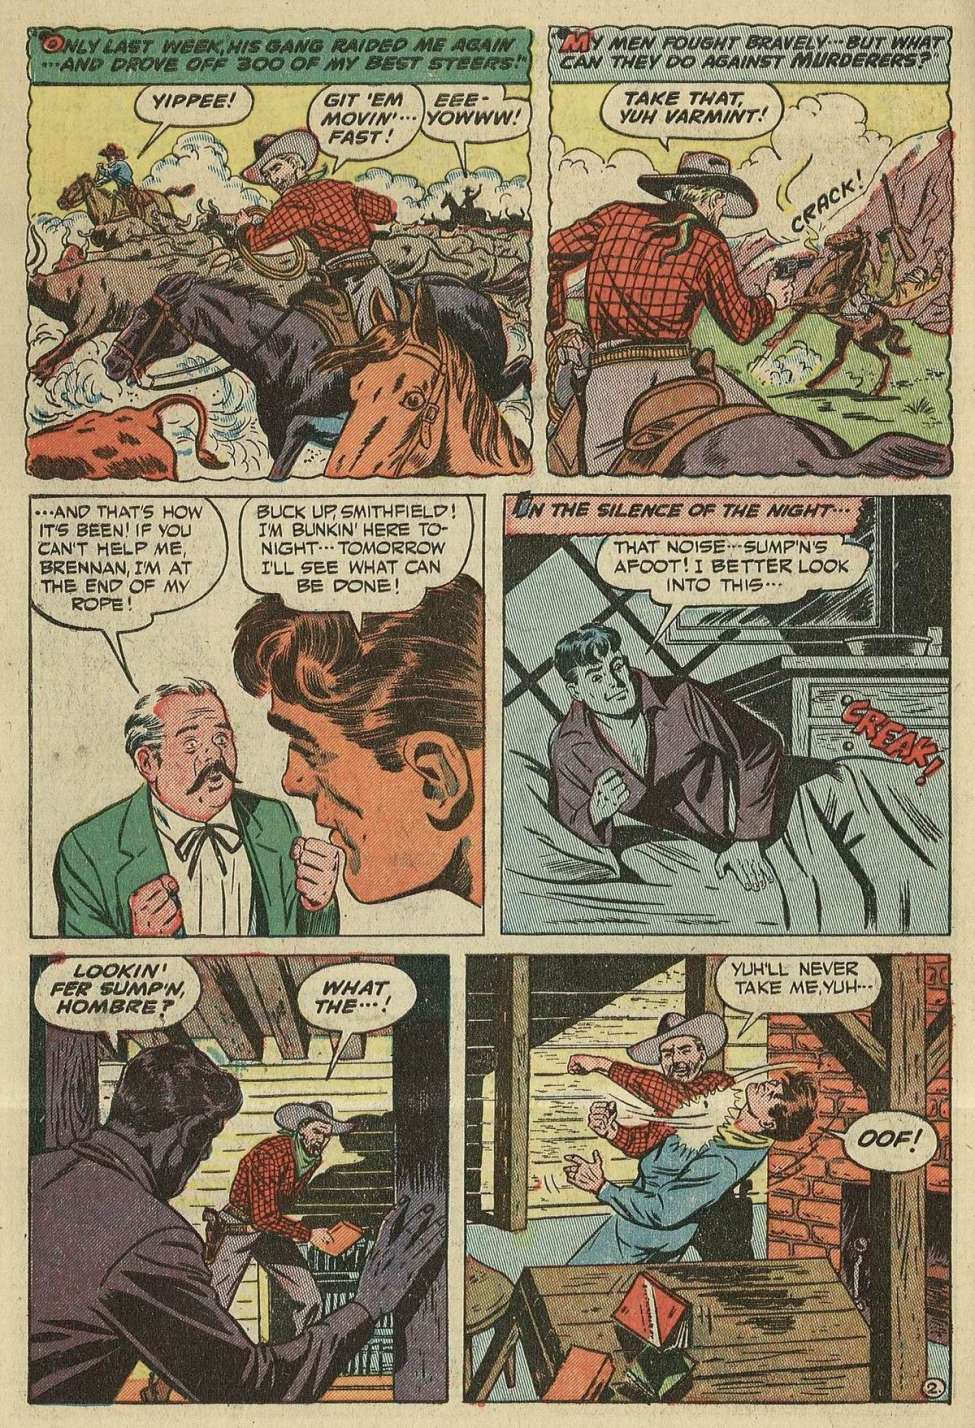 "ONLY LAST WEEK, HIS GANG RAIDED ME AGAIN
...AND DROVE OFF 300 OF MY BEST STEERS!"
YIPPEE!
GIT 'EM
MOVIN'...
FAST!
EEE-
YOWWW!
"MY MEN FOUGHT BRAVELY...BUT WHAT
CAN THEY DO AGAINST MURDERERS?"
TAKE THAT,
YUH VARMINT!
CRACK!
...AND THAT'S HOW
IT'S BEEN! IF YOU
CAN'T HELP ME,
BRENNAN, I'M AT
THE END OF MY
ROPE!
BUCK UP, SMITHFIELD!
I'M BUNKIN' HERE TO-
NIGHT...TOMORROW
I'LL SEE WHAT CAN
BE DONE!
IN THE SILENCE OF THE NIGHT...
THAT NOISE...SUMP'N'S
AFOOT! I BETTER LOOK
INTO THIS...
CREAK!
LOOKIN'
FER SUMP'N,
HOMBRE?
WHAT
THE...!
YUH'LL NEVER
TAKE ME, YUH...
OOF!
2.